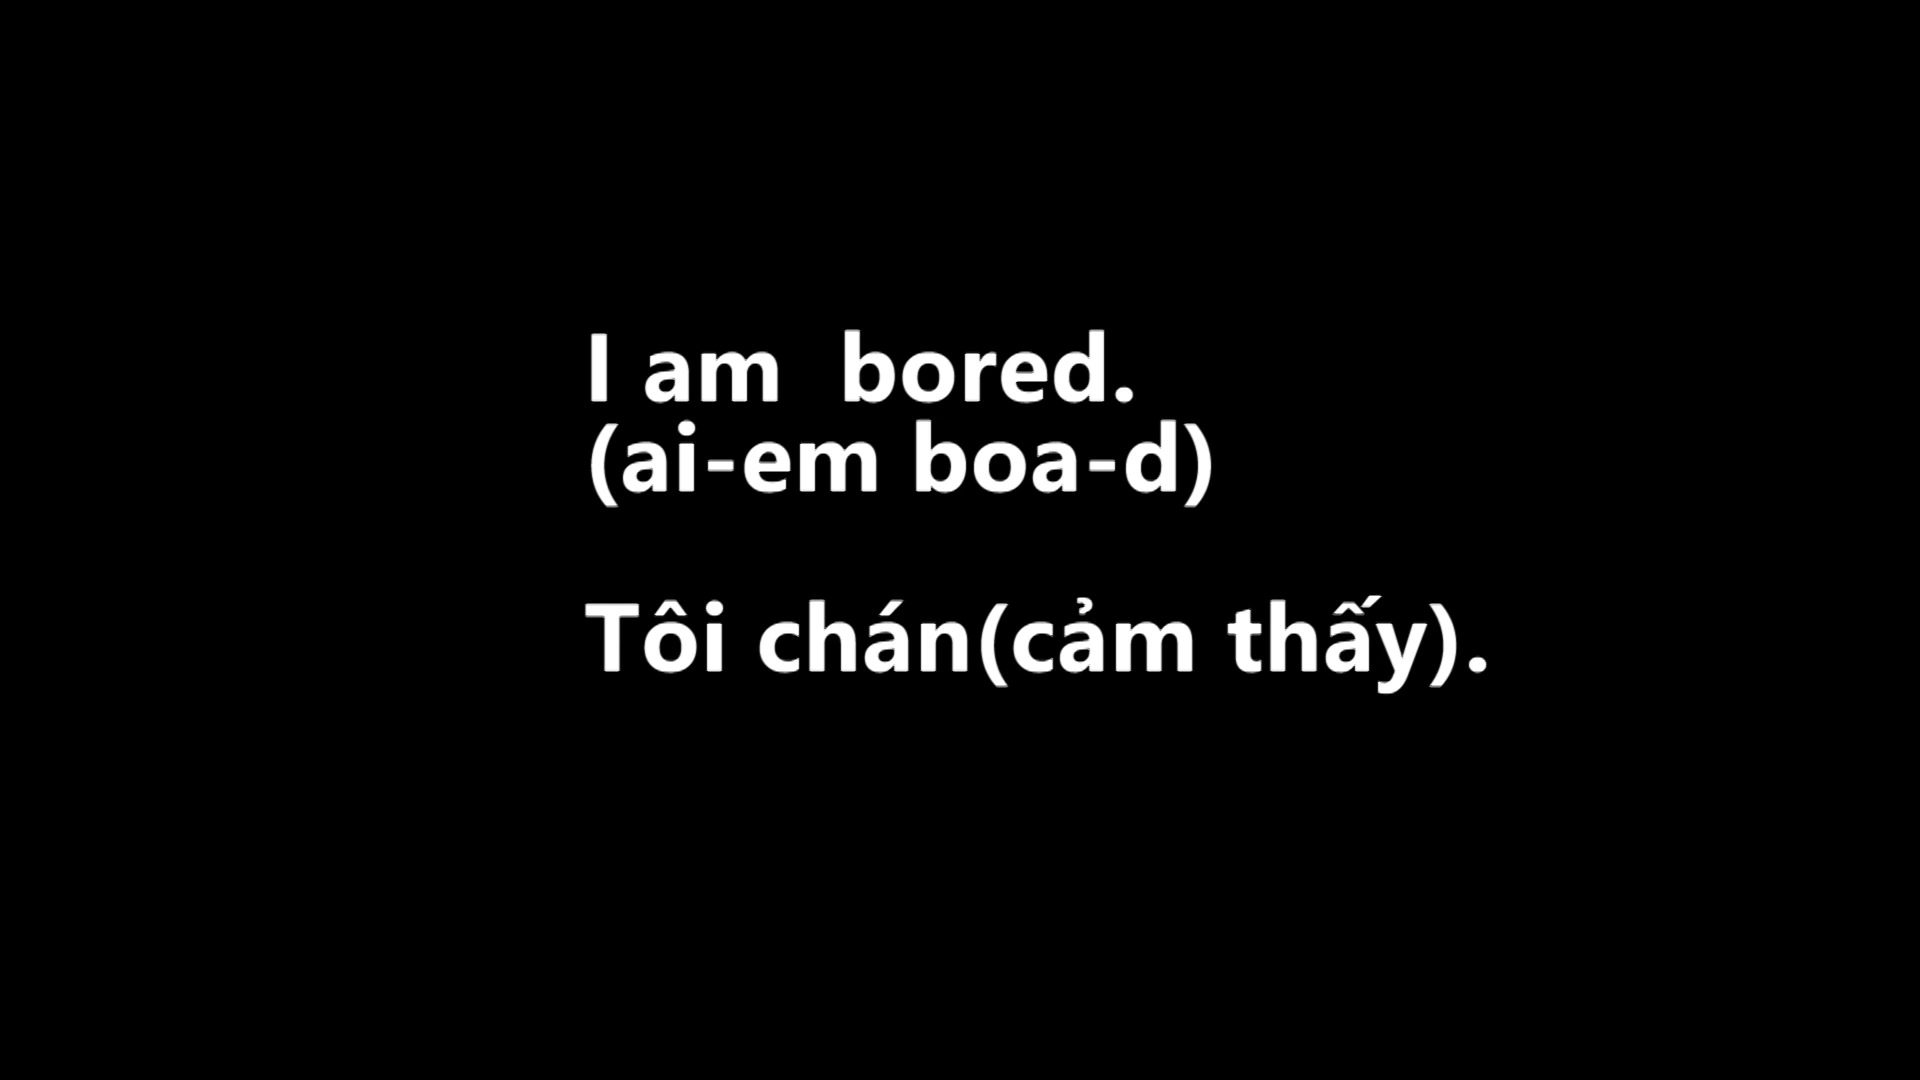 I am  bored.
(ai-em boa-d)
Tôi chán(cảm thấy).